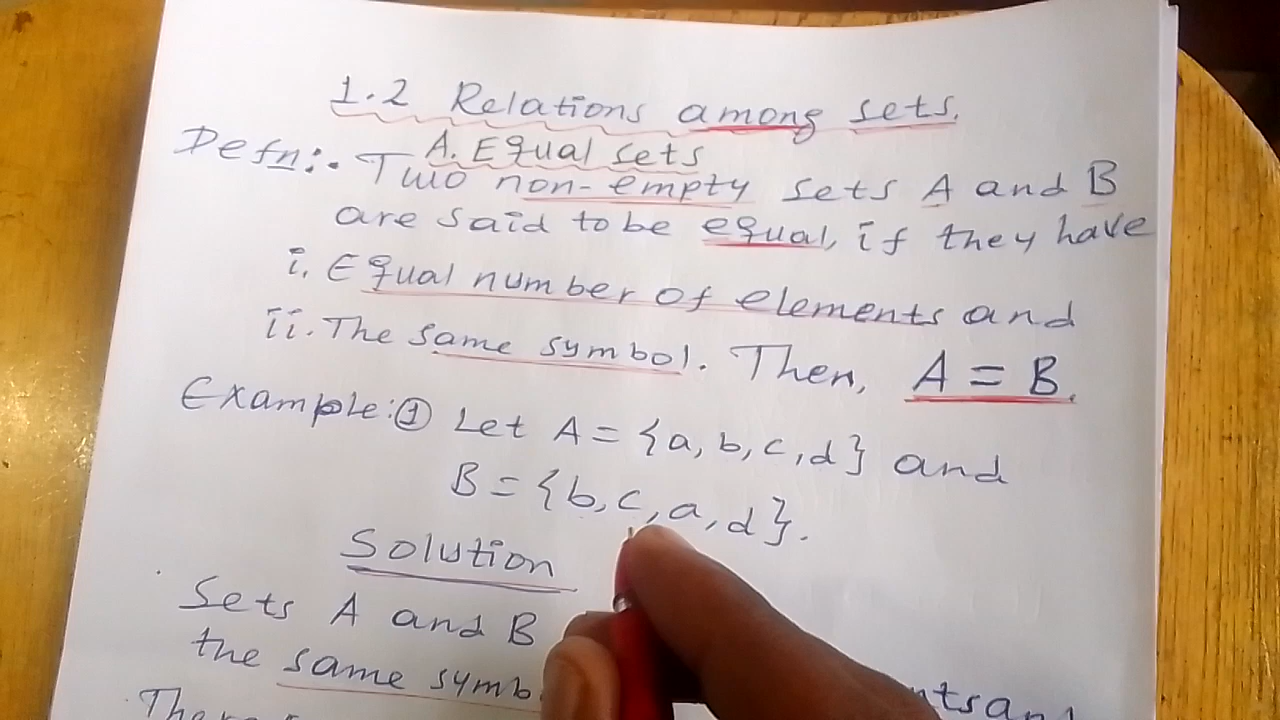 1.2 Relations among sets.
A. Equal sets
Defn:- Two non-empty sets A and B
are said to be equal, if they have
i. Equal number of elements and
ii. The same symbol. Then, A = B.
Example: ① Let A = {a, b, c, d} and
B = {b, c, a, d}.
Solution
Sets A and B
the same symb